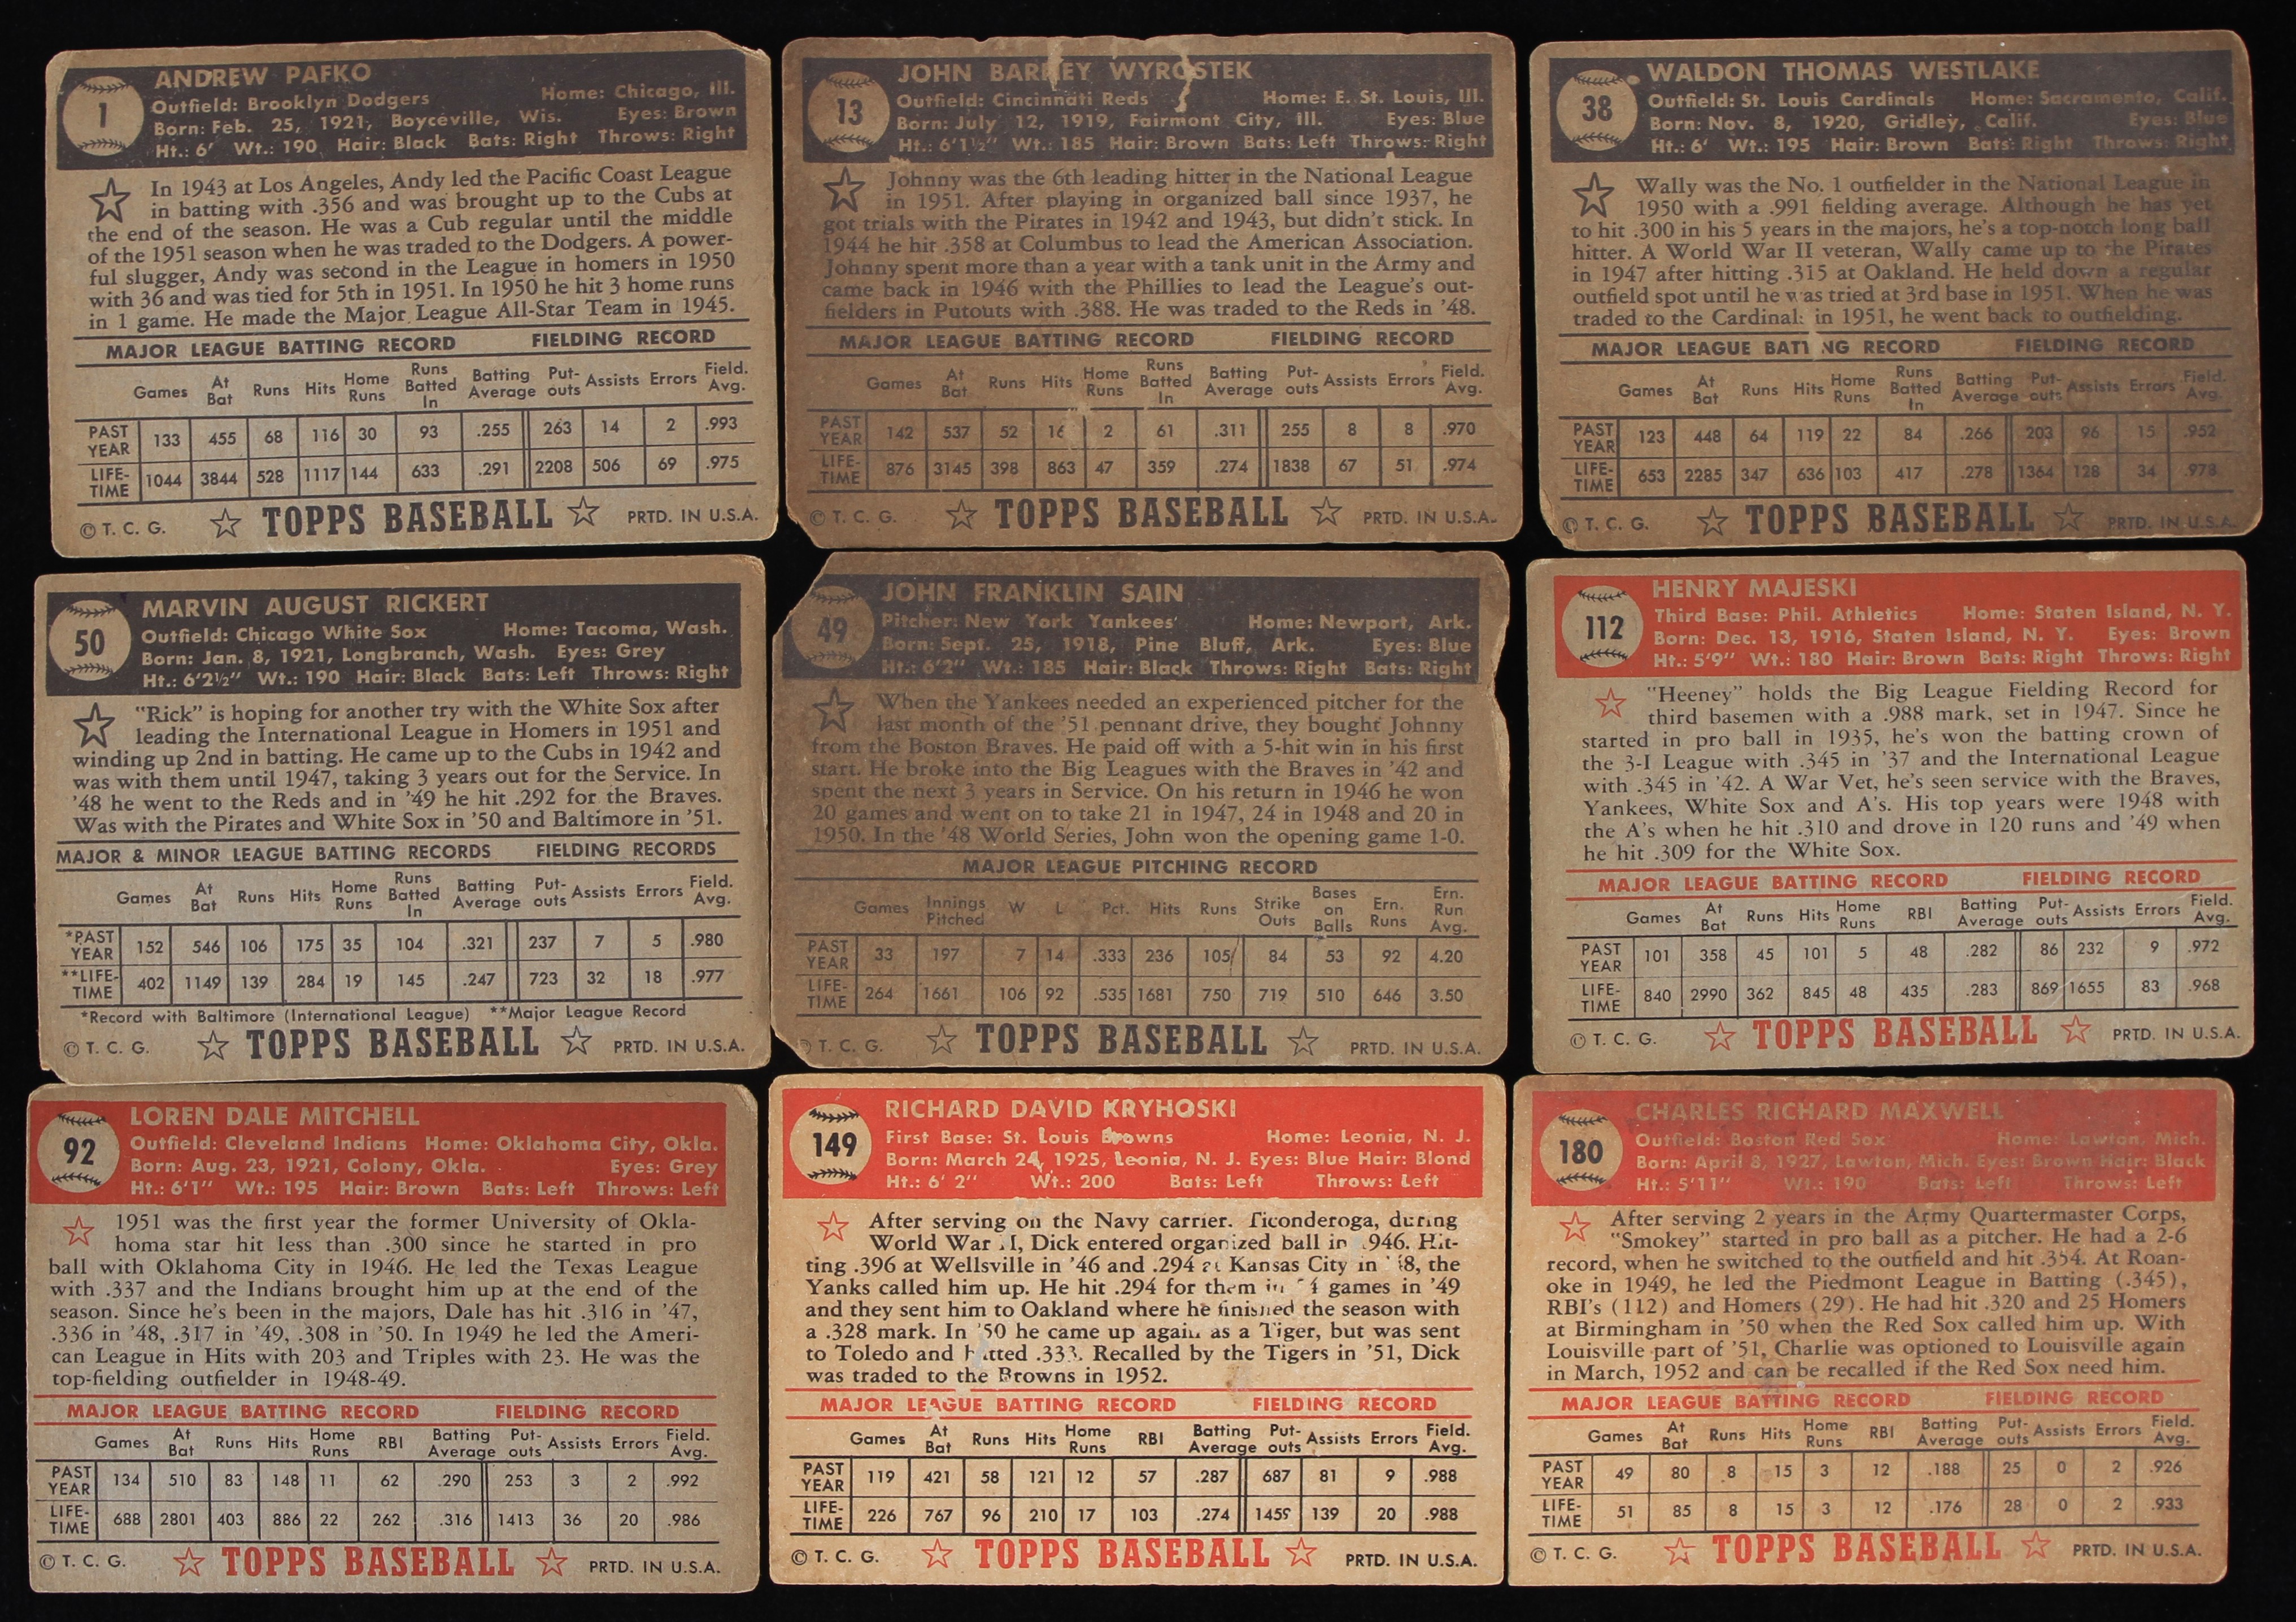 1
ANDREW PAFKO
Outfield: Brooklyn Dodgers Home: Chicago, Ill.
Born: Feb. 25, 1921, Boyceville, Wis. Eyes: Brown
Ht.: 6' Wt.: 190 Hair: Black Bats: Right Throws: Right
In 1943 at Los Angeles, Andy led the Pacific Coast League
in batting with .356 and was brought up to the Cubs at
the end of the season. He was a Cub regular until the middle
of the 1951 season when he was traded to the Dodgers. A power-
ful slugger, Andy was second in the League in homers in 1950
with 36 and was tied for 5th in 1951. In 1950 he hit 3 home runs
in 1 game. He made the Major League All-Star Team in 1945.
MAJOR LEAGUE BATTING RECORD FIELDING RECORD
Games At Bat Runs Hits Home Runs Runs Batted In Batting Average Put-outs Assists Errors Field. Avg.
PAST YEAR 133 455 68 116 30 93 .255 263 14 2 .993
LIFE-TIME 1044 3844 528 1117 144 633 .291 2208 506 69 .975
© T. C. G. TOPPS BASEBALL PRTD. IN U.S.A.
13
JOHN BARNEY WYROSTEK
Outfield: Cincinnati Reds Home: E. St. Louis, Ill.
Born: July 12, 1919, Fairmont City, Ill. Eyes: Blue
Ht.: 6'1½" Wt.: 185 Hair: Brown Bats: Left Throws: Right
Johnny was the 6th leading hitter in the National League
in 1951. After playing in organized ball since 1937, he
got trials with the Pirates in 1942 and 1943, but didn't stick. In
1944 he hit .358 at Columbus to lead the American Association.
Johnny spent more than a year with a tank unit in the Army and
came back in 1946 with the Phillies to lead the League's out-
fielders in Putouts with .388. He was traded to the Reds in '48.
MAJOR LEAGUE BATTING RECORD FIELDING RECORD
Games At Bat Runs Hits Home Runs Runs Batted In Batting Average Put-outs Assists Errors Field. Avg.
PAST YEAR 142 537 52 2 61 .311 255 8 8 .970
LIFE-TIME 876 3145 398 863 47 359 .274 1838 67 51 .974
© T. C. G. TOPPS BASEBALL PRTD. IN U.S.A.
38
WALDON THOMAS WESTLAKE
Outfield: St. Louis Cardinals Home: Sacramento, Calif.
Born: Nov. 8, 1920, Gridley, Calif. Eyes: Blue
Ht.: 6' Wt.: 195 Hair: Brown Bats: Right Throws: Right
Wally was the No. 1 outfielder in the National League in
1950 with a .991 fielding average. Although he has yet
to hit .300 in his 5 years in the majors, he's a top-notch long ball
hitter. A World War II veteran, Wally came up to the Pirates
in 1947 after hitting .315 at Oakland. He held down a regular
outfield spot until he was tried at 3rd base in 1951. When he was
traded to the Cardinals in 1951, he went back to outfielding.
MAJOR LEAGUE BATTING RECORD FIELDING RECORD
Games At Bat Runs Hits Home Runs Runs Batted In Batting Average Put-outs Assists Errors Field. Avg.
PAST YEAR 123 448 64 119 22 84 .266 203 96 15 .952
LIFE-TIME 653 2285 347 636 103 417 .278 1364 128 34 .978
© T. C. G. TOPPS BASEBALL PRTD. IN U.S.A.
50
MARVIN AUGUST RICKERT
Outfield: Chicago White Sox Home: Tacoma, Wash.
Born: Jan. 8, 1921, Longbranch, Wash. Eyes: Grey
Ht.: 6'2½" Wt.: 190 Hair: Black Bats: Left Throws: Right
"Rick" is hoping for another try with the White Sox after
leading the International League in Homers in 1951 and
winding up 2nd in batting. He came up to the Cubs in 1942 and
was with them until 1947, taking 3 years out for the Service. In
'48 he went to the Reds and in '49 he hit .292 for the Braves.
Was with the Pirates and White Sox in '50 and Baltimore in '51.
MAJOR & MINOR LEAGUE BATTING RECORDS FIELDING RECORDS
Games At Bat Runs Hits Home Runs Runs Batted In Batting Average Put-outs Assists Errors Field. Avg.
*PAST YEAR 152 546 106 175 35 104 .321 237 7 5 .980
**LIFE-TIME 402 1149 139 284 19 145 .247 723 32 18 .977
*Record with Baltimore (International League) **Major League Record
© T. C. G. TOPPS BASEBALL PRTD. IN U.S.A.
49
JOHN FRANKLIN SAIN
Pitcher: New York Yankees Home: Newport, Ark.
Born: Sept. 25, 1918, Pine Bluff, Ark. Eyes: Blue
Ht.: 6'2" Wt.: 185 Hair: Black Throws: Right Bats: Right
When the Yankees needed an experienced pitcher for the
last month of the '51 pennant drive, they bought Johnny
from the Boston Braves. He paid off with a 5-hit win in his first
start. He broke into the Big Leagues with the Braves in '42 and
spent the next 3 years in Service. On his return in 1946 he won
20 games and went on to take 21 in 1947, 24 in 1948 and 20 in
1950. In the '48 World Series, John won the opening game 1-0.
MAJOR LEAGUE PITCHING RECORD
Games Innings Pitched W L Pct. Hits Runs Strike Outs Bases on Balls Ern. Runs Ern. Run Avg.
PAST YEAR 33 197 7 14 .333 236 105 84 53 92 4.20
LIFE-TIME 264 1661 106 92 .535 1681 750 719 510 646 3.50
© T. C. G. TOPPS BASEBALL PRTD. IN U.S.A.
112
HENRY MAJESKI
Third Base: Phil. Athletics Home: Staten Island, N. Y.
Born: Dec. 13, 1916, Staten Island, N. Y. Eyes: Brown
Ht.: 5'9" Wt.: 180 Hair: Brown Bats: Right Throws: Right
"Heeney" holds the Big League Fielding Record for
third basemen with a .988 mark, set in 1947. Since he
started in pro ball in 1935, he's won the batting crown of
the 3-I League with .345 in '37 and the International League
with .345 in '42. A War Vet, he's seen service with the Braves,
Yankees, White Sox and A's. His top years were 1948 with
the A's when he hit .310 and drove in 120 runs and '49 when
he hit .309 for the White Sox.
MAJOR LEAGUE BATTING RECORD FIELDING RECORD
Games At Bat Runs Hits Home Runs RBI Batting Average Put-outs Assists Errors Field. Avg.
PAST YEAR 101 358 45 101 5 48 .282 86 232 9 .972
LIFE-TIME 840 2990 362 845 48 435 .283 869 1655 83 .968
© T. C. G. TOPPS BASEBALL PRTD. IN U.S.A.
92
LOREN DALE MITCHELL
Outfield: Cleveland Indians Home: Oklahoma City, Okla.
Born: Aug. 23, 1921, Colony, Okla. Eyes: Grey
Ht.: 6'1" Wt.: 195 Hair: Brown Bats: Left Throws: Left
1951 was the first year the former University of Okla-
homa star hit less than .300 since he started in pro
ball with Oklahoma City in 1946. He led the Texas League
with .337 and the Indians brought him up at the end of the
season. Since he's been in the majors, Dale has hit .316 in '47,
.336 in '48, .317 in '49, .308 in '50. In 1949 he led the Ameri-
can League in Hits with 203 and Triples with 23. He was the
top-fielding outfielder in 1948-49.
MAJOR LEAGUE BATTING RECORD FIELDING RECORD
Games At Bat Runs Hits Home Runs RBI Batting Average Put-outs Assists Errors Field. Avg.
PAST YEAR 134 510 83 148 11 62 .290 253 3 2 .992
LIFE-TIME 688 2801 403 886 22 262 .316 1413 36 20 .986
© T. C. G. TOPPS BASEBALL PRTD. IN U.S.A.
149
RICHARD DAVID KRYHOSKI
First Base: St. Louis Browns Home: Leonia, N. J.
Born: March 24, 1925, Leonia, N. J. Eyes: Blue Hair: Blond
Ht.: 6' 2" Wt.: 200 Bats: Left Throws: Left
After serving on the Navy carrier. Ticonderoga, during
World War II, Dick entered organized ball in 1946. Hit-
ting .396 at Wellsville in '46 and .294 at Kansas City in '48, the
Yanks called him up. He hit .294 for them in games in '49
and they sent him to Oakland where he finished the season with
a .328 mark. In '50 he came up again as a Tiger, but was sent
to Toledo and batted .333. Recalled by the Tigers in '51, Dick
was traded to the Browns in 1952.
MAJOR LEAGUE BATTING RECORD FIELDING RECORD
Games At Bat Runs Hits Home Runs RBI Batting Average Put-outs Assists Errors Field. Avg.
PAST YEAR 119 421 58 121 12 57 .287 687 81 9 .988
LIFE-TIME 226 767 96 210 17 103 .274 1459 139 20 .988
© T. C. G. TOPPS BASEBALL PRTD. IN U.S.A.
180
CHARLES RICHARD MAXWELL
Outfield: Boston Red Sox Home: Lawton, Mich.
Born: April 8, 1927, Lawton, Mich. Eyes: Brown Hair: Black
Ht.: 5'11" Wt.: 190 Bats: Left Throws: Left
After serving 2 years in the Army Quartermaster Corps,
"Smokey" started in pro ball as a pitcher. He had a 2-6
record, when he switched to the outfield and hit .354. At Roan-
oke in 1949, he led the Piedmont League in Batting (.345),
RBI's (112) and Homers (29). He had hit .320 and 25 Homers
at Birmingham in '50 when the Red Sox called him up. With
Louisville part of '51, Charlie was optioned to Louisville again
in March, 1952 and can be recalled if the Red Sox need him.
MAJOR LEAGUE BATTING RECORD FIELDING RECORD
Games At Bat Runs Hits Home Runs RBI Batting Average Put-outs Assists Errors Field. Avg.
PAST YEAR 49 80 8 15 3 12 .188 25 0 2 .926
LIFE-TIME 51 85 8 15 3 12 .176 28 0 2 .933
© T. C. G. TOPPS BASEBALL PRTD. IN U.S.A.